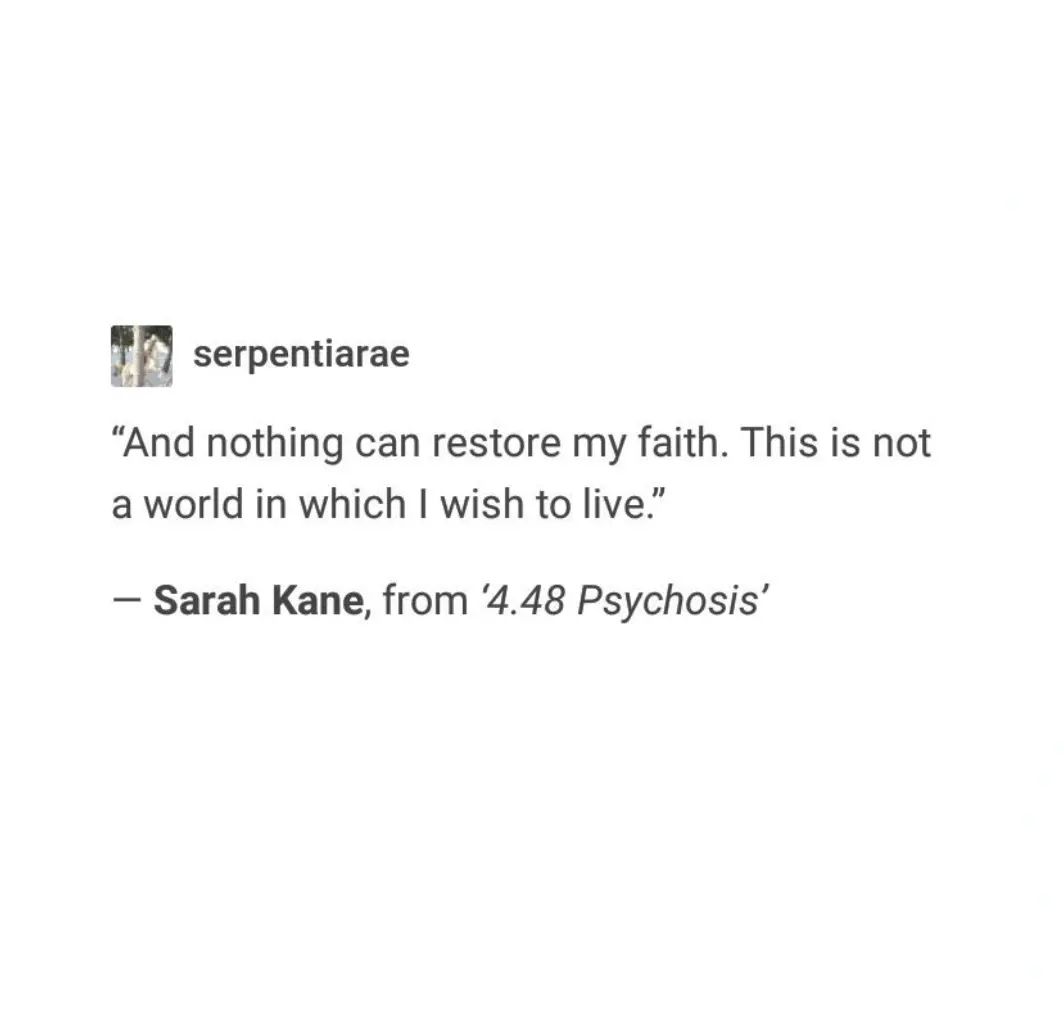 serpentiarae
“And nothing can restore my faith. This is not
a world in which I wish to live.”
— Sarah Kane, from ‘4.48 Psychosis’